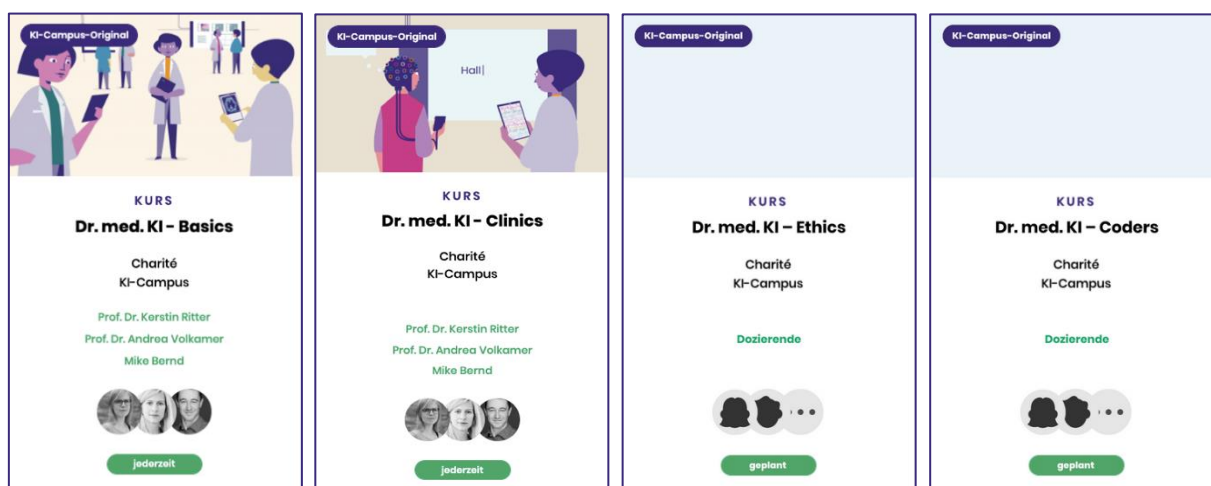 KI-Campus-Original
KURS
Dr. med. KI - Basics
Charité
KI-Campus
Prof. Dr. Kerstin Ritter
Prof. Dr. Andrea Volkamer
Mike Bernd
jederzeit
KI-Campus-Original
Hall
KURS
Dr. med. KI - Clinics
Charité
KI-Campus
Prof. Dr. Kerstin Ritter
Prof. Dr. Andrea Volkamer
Mike Bernd
jederzeit
KI-Campus-Original
KURS
Dr. med. KI – Ethics
Charité
KI-Campus
Dozierende
geplant
KI-Campus-Original
KURS
Dr. med. KI – Coders
Charité
KI-Campus
Dozierende
geplant